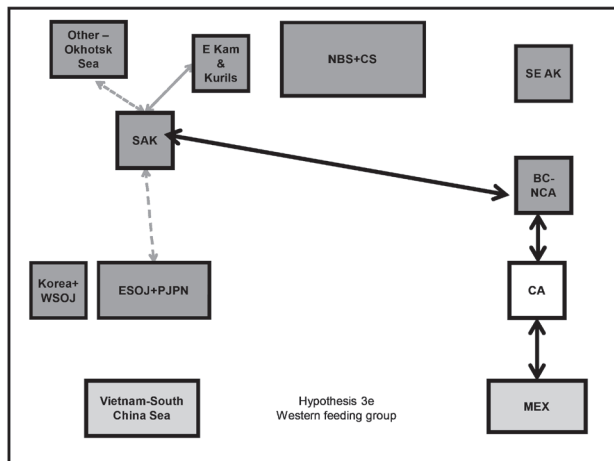 Other –
Okhotsk
Sea
E Kam
&
Kurils
NBS+CS
SE AK
SAK
BC-
NCA
Korea+
WSOJ
ESOJ+PJPN
CA
Vietnam-South
China Sea
Hypothesis 3e
Western feeding group
MEX